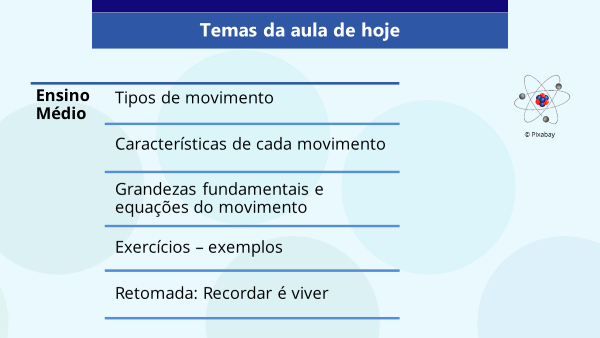 Temas da aula de hoje
Ensino
Médio
Tipos de movimento
Características de cada movimento
Grandezas fundamentais e
equações do movimento
Exercícios – exemplos
Retomada: Recordar é viver
© Pixabay